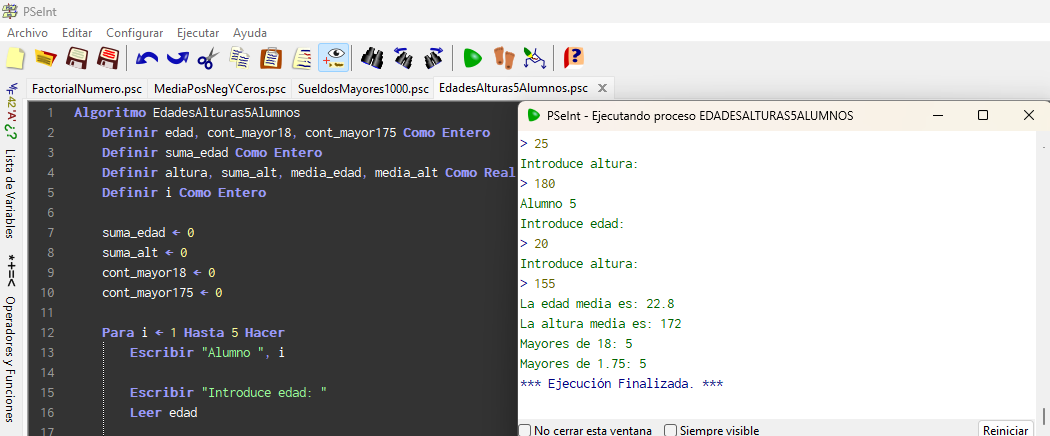 PSeInt
Archivo Editar Configurar Ejecutar Ayuda
FactorialNumero.psc MediaPosNegYCeros.psc SueldosMayores1000.psc EdadesAlturas5Alumnos.psc X
1 Algoritmo EdadesAlturas5Alumnos
2 Definir edad, cont_mayor18, cont_mayor175 Como Entero
3 Definir suma_edad Como Entero
4 Definir altura, suma_alt, media_edad, media_alt Como Real
5 Definir i Como Entero
6
7 suma_edad ← 0
8 suma_alt ← 0
9 cont_mayor18 ← 0
10 cont_mayor175 ← 0
11
12 Para i ← 1 Hasta 5 Hacer
13 Escribir "Alumno ", i
14
15 Escribir "Introduce edad: "
16 Leer edad
17
42 'A' ¿?
Lista de Variables
*+=<
Operadores y Funciones
PSeInt - Ejecutando proceso EDADESALTURAS5ALUMNOS
> 25
Introduce altura:
> 180
Alumno 5
Introduce edad:
> 20
Introduce altura:
> 155
La edad media es: 22.8
La altura media es: 172
Mayores de 18: 5
Mayores de 1.75: 5
*** Ejecución Finalizada. ***
No cerrar esta ventana Siempre visible Reiniciar